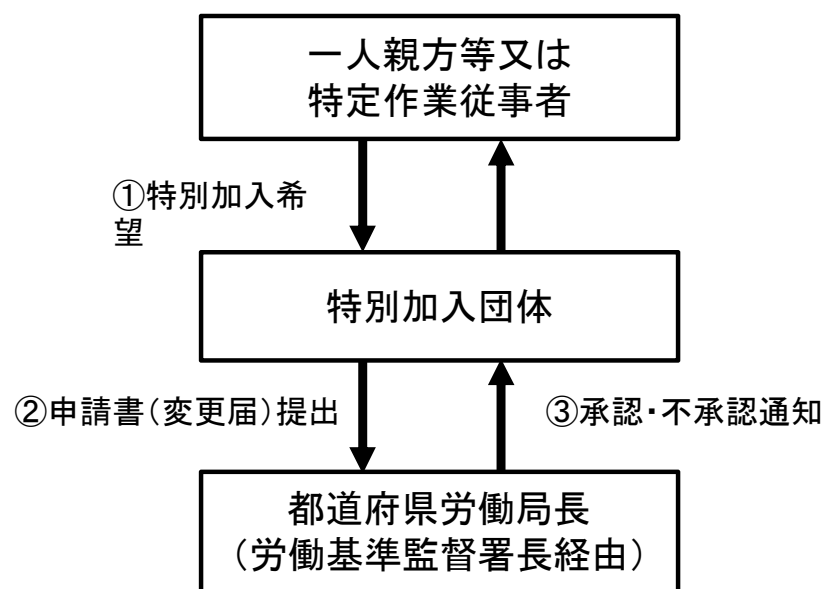 一人親方等又は
特定作業従事者
①特別加入希
望
特別加入団体
②申請書(変更届)提出
③承認・不承認通知
都道府県労働局長
(労働基準監督署長経由)